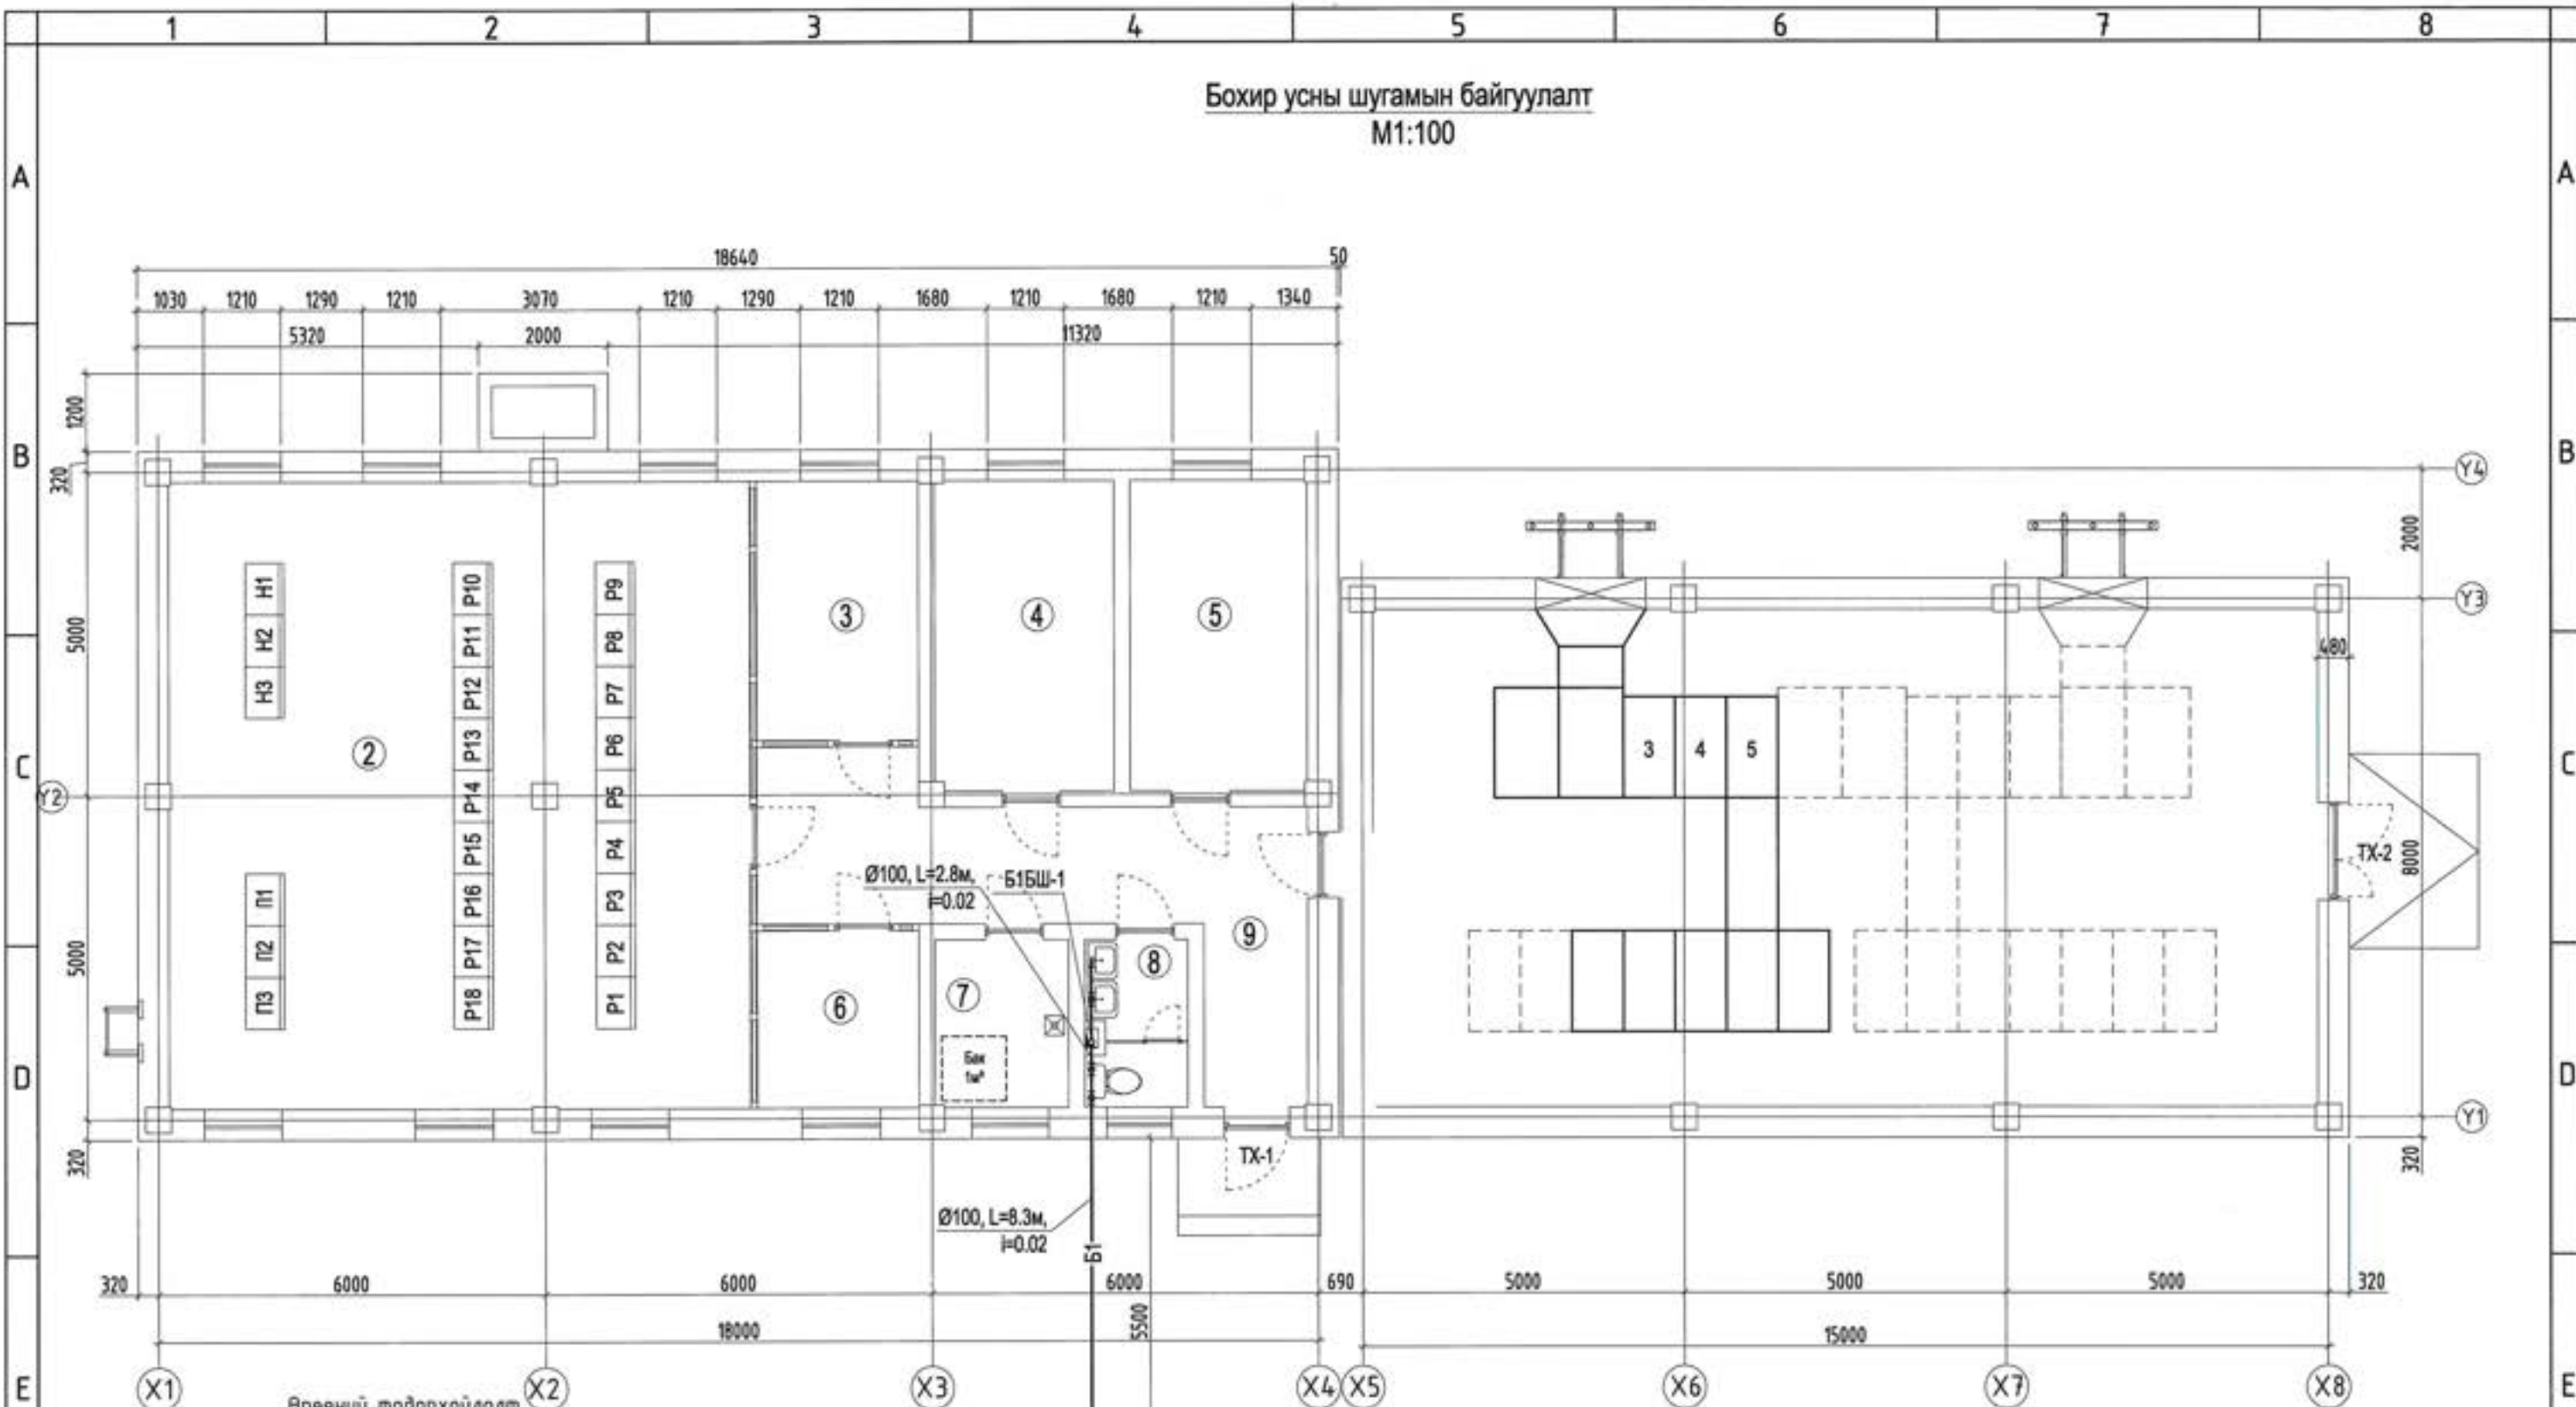 1 2 3 4 5 6 7 8
Бохир усны шугамын байгуулалт
М1:100
A A
18640 50
1030 1210 1290 1210 3070 1210 1290 1210 1680 1210 1680 1210 1340
5320 2000 11320
1200
B B
320
Y4
2000
Y3
H1 P10 P9
5000
H2 P11 P8
3 4 5
480
H3 P12 P7
2 P13 P6
3 4 5
C C
Y2
P14 P5
P15 P4
TX-2
8000
Ø100, L=2.8м,
i=0.02
Б1БШ-1
П1 P16 P3
9
5000
П2 P17 P2
8
П3 P18 P1
6 7
Бак
1м³
D D
Y1
320
TX-1
320
Ø100, L=8.3м,
i=0.02
Б1
320 6000 6000 6000 690 5000 5000 5000 320
5500
18000 15000
E E
X1 X2 X3 X4 X5 X6 X7 X8